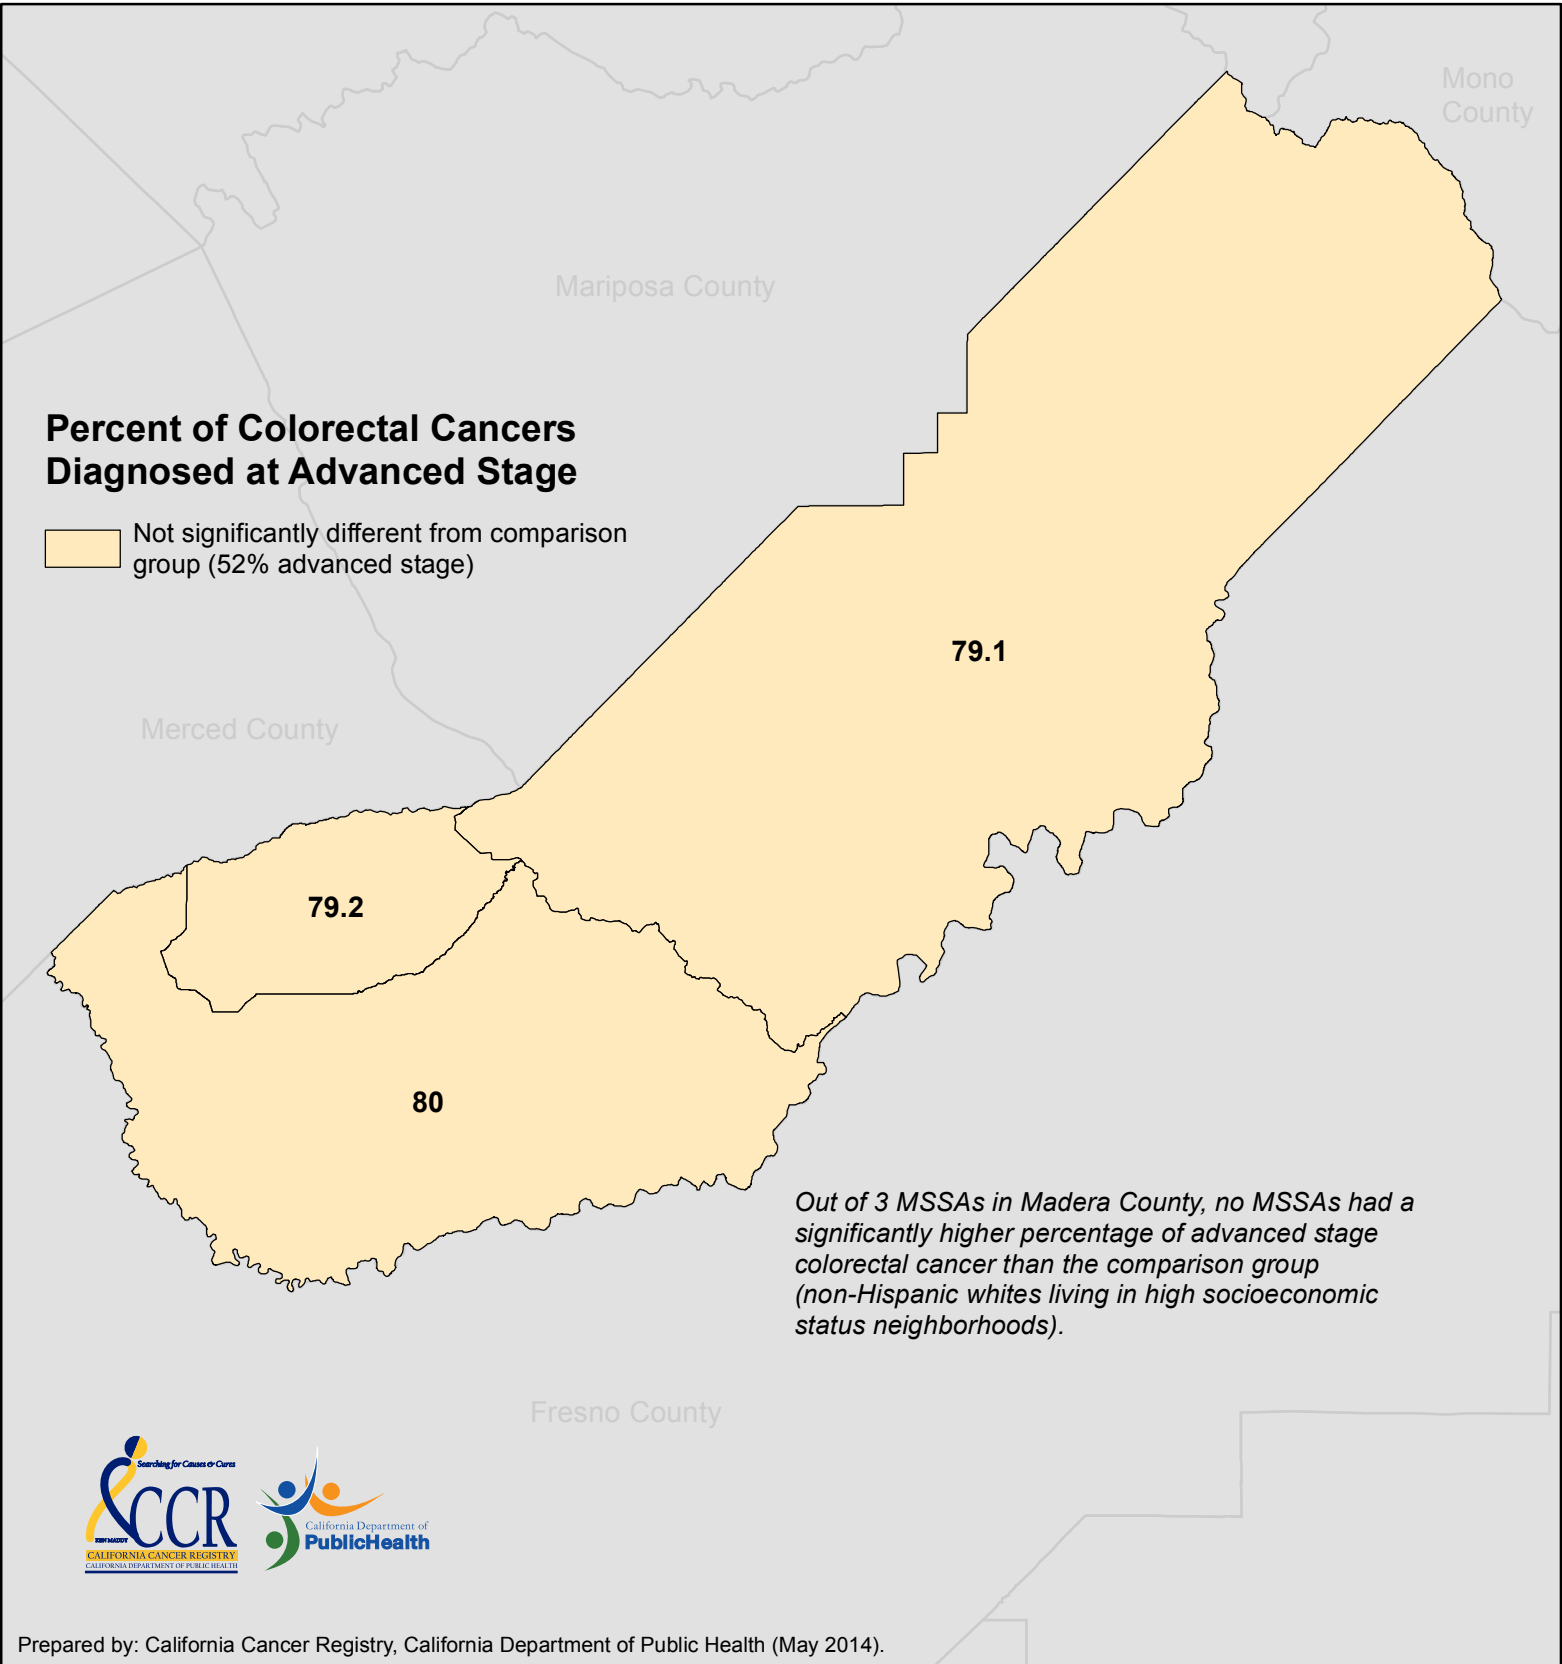 Mono
County
Mariposa County
Percent of Colorectal Cancers
Diagnosed at Advanced Stage
Not significantly different from comparison
group (52% advanced stage)
79.1
Merced County
79.2
80
Out of 3 MSSAs in Madera County, no MSSAs had a
significantly higher percentage of advanced stage
colorectal cancer than the comparison group
(non-Hispanic whites living in high socioeconomic
status neighborhoods).
Fresno County
Searching for Causes & Cures
KEN MADDY
CCR
CALIFORNIA CANCER REGISTRY
CALIFORNIA DEPARTMENT OF PUBLIC HEALTH
California Department of
PublicHealth
Prepared by: California Cancer Registry, California Department of Public Health (May 2014).